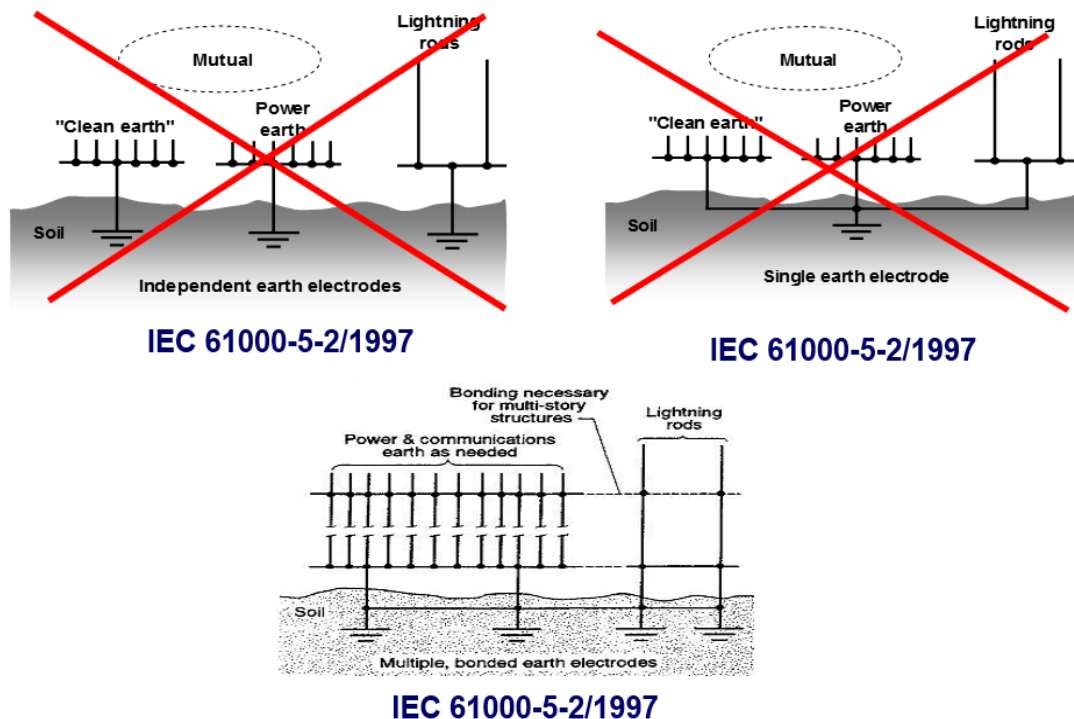 Lightning
rods
Mutual
Power
earth
"Clean earth"
Soil
Independent earth electrodes
IEC 61000-5-2/1997
Lightning
rods
Mutual
Power
earth
"Clean earth"
Soil
Single earth electrode
IEC 61000-5-2/1997
Bonding necessary
for multi-story
structures
Lightning
rods
Power & communications
earth as needed
Soil
Multiple, bonded earth electrodes
IEC 61000-5-2/1997